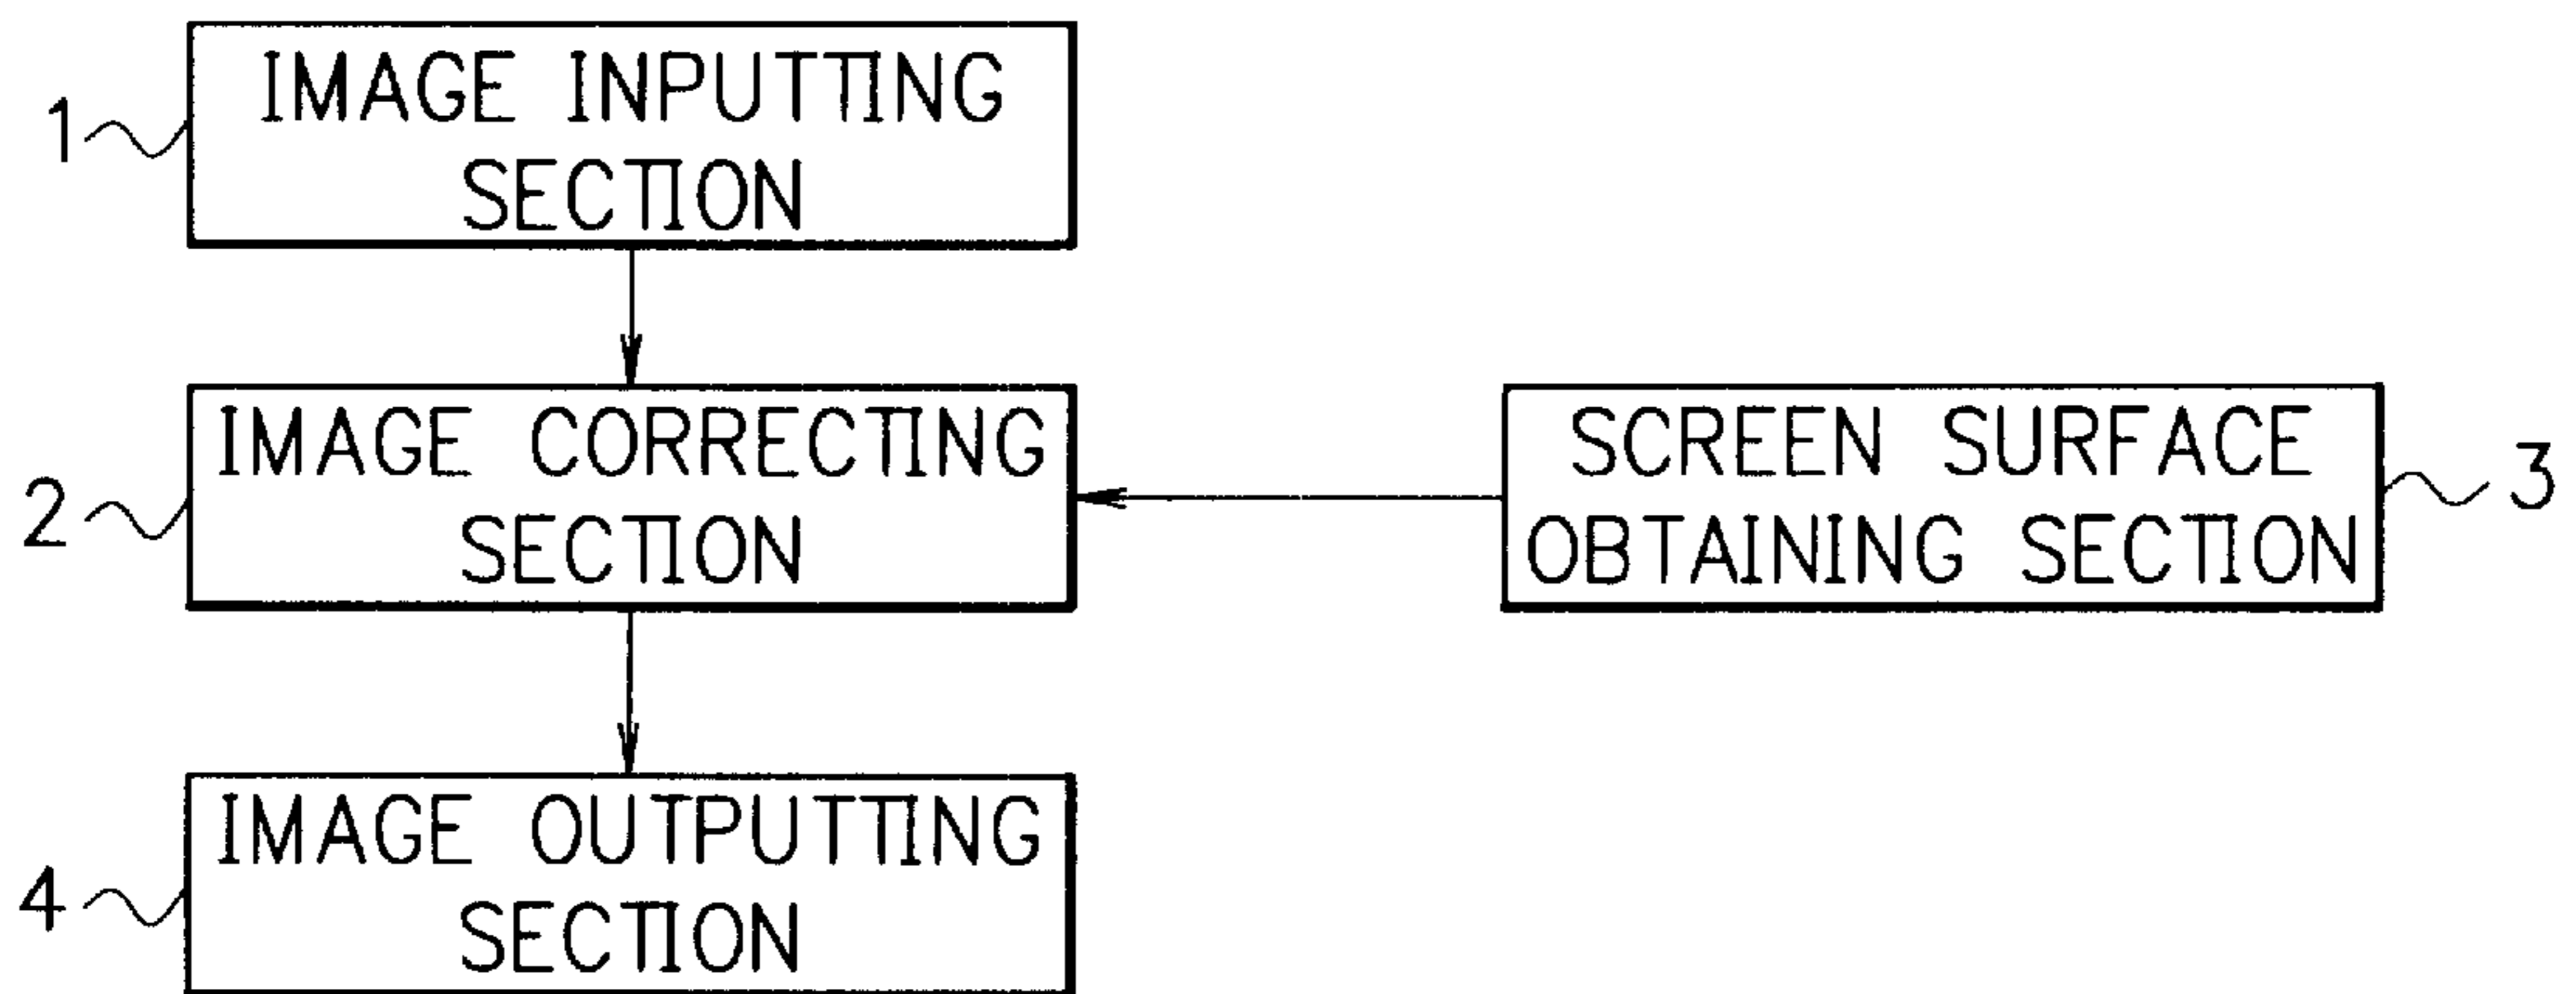 1
IMAGE INPUTTING
SECTION
2
IMAGE CORRECTING
SECTION
SCREEN SURFACE
OBTAINING SECTION
3
4
IMAGE OUTPUTTING
SECTION